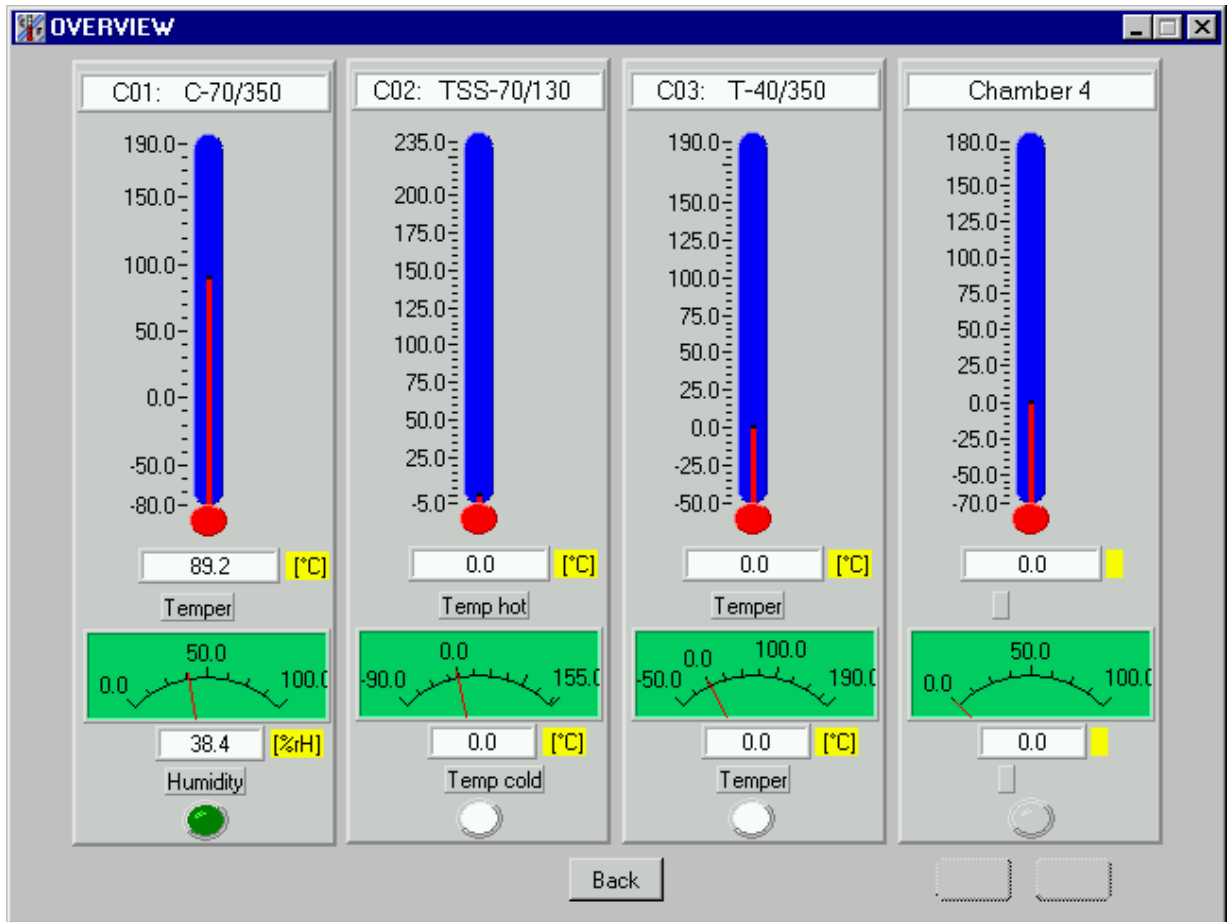 OVERVIEW
C01: C-70/350
190.0
150.0
100.0
50.0
0.0
-50.0
-80.0
89.2 [°C]
Temper
0.0 50.0 100.0
38.4 [%rH]
Humidity
C02: TSS-70/130
235.0
200.0
175.0
150.0
125.0
100.0
75.0
50.0
25.0
-5.0
0.0 [°C]
Temp hot
-90.0 0.0 155.0
0.0 [°C]
Temp cold
C03: T-40/350
190.0
150.0
125.0
100.0
75.0
50.0
25.0
0.0
-25.0
-50.0
0.0 [°C]
Temper
-50.0 0.0 100.0 190.0
0.0 [°C]
Temper
Chamber 4
180.0
150.0
125.0
100.0
75.0
50.0
25.0
0.0
-25.0
-50.0
-70.0
0.0
0.0 50.0 100.0
0.0
Back